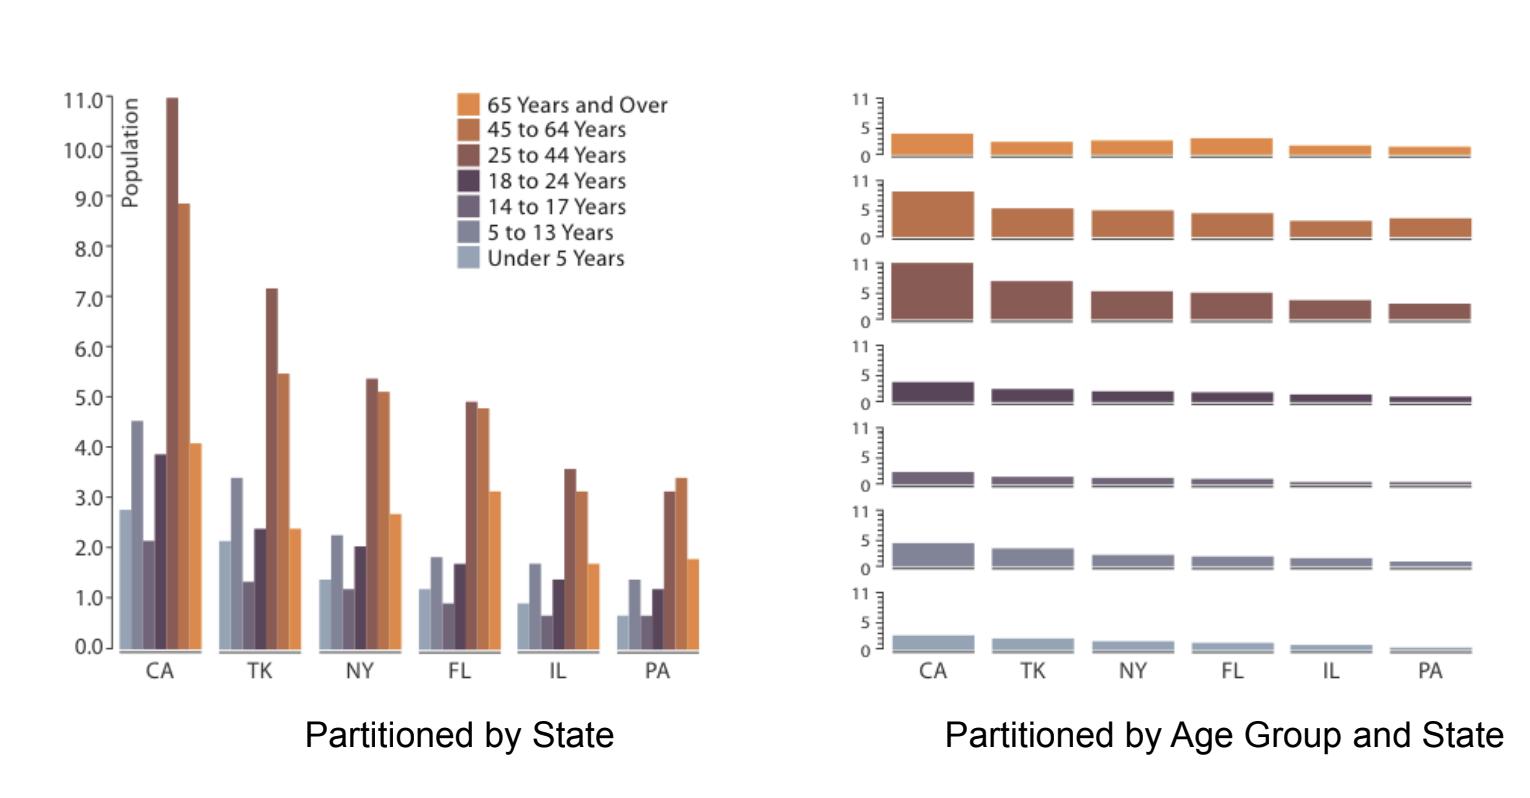 11.0
10.0
9.0
8.0
7.0
6.0
5.0
4.0
3.0
2.0
1.0
0.0
Population
65 Years and Over
45 to 64 Years
25 to 44 Years
18 to 24 Years
14 to 17 Years
5 to 13 Years
Under 5 Years
CA TK NY FL IL PA
Partitioned by State
11
5
0
11
5
0
11
5
0
11
5
0
11
5
0
11
5
0
11
5
0
CA TK NY FL IL PA
Partitioned by Age Group and State